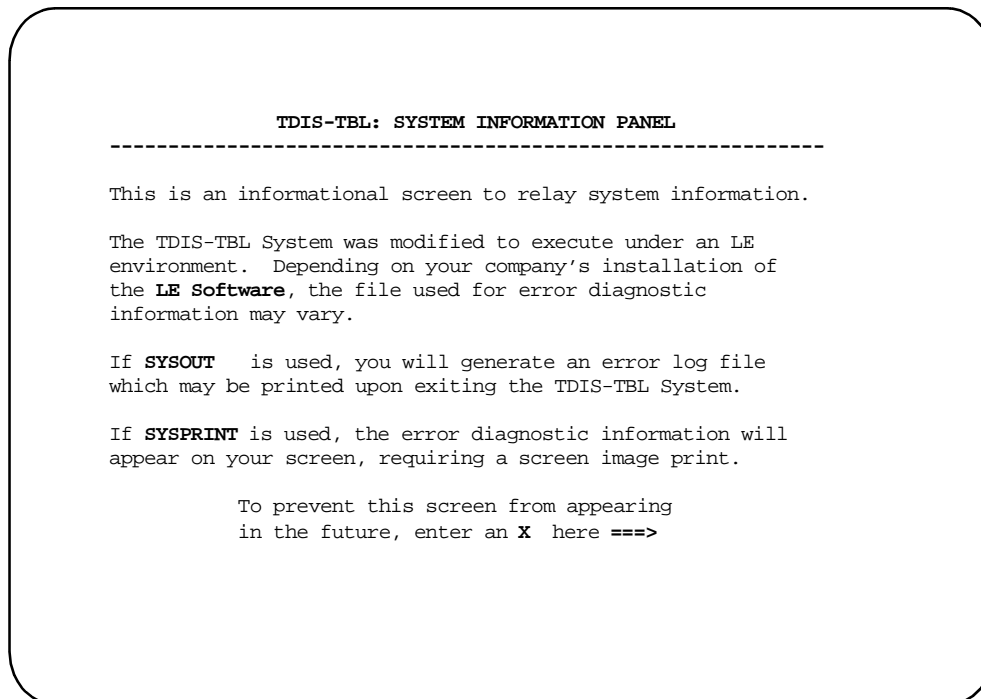 TDIS-TBL: SYSTEM INFORMATION PANEL
-------------------------------------------------------------
This is an informational screen to relay system information.
The TDIS-TBL System was modified to execute under an LE
environment.  Depending on your company's installation of
the LE Software, the file used for error diagnostic
information may vary.
If SYSOUT   is used, you will generate an error log file
which may be printed upon exiting the TDIS-TBL System.
If SYSPRINT is used, the error diagnostic information will
appear on your screen, requiring a screen image print.
To prevent this screen from appearing
in the future, enter an X  here ===>